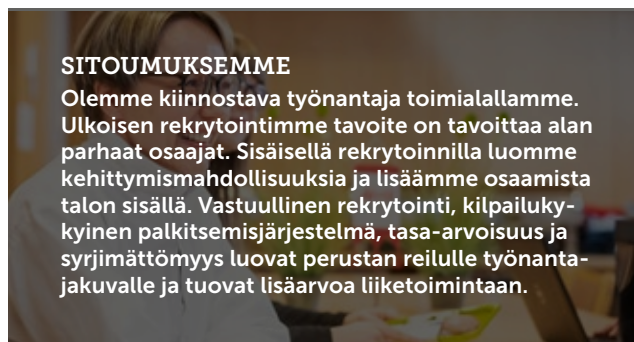 SITOUMUKSEMME
Olemme kiinnostava työnantaja toimialallamme.
Ulkoisen rekrytointimme tavoite on tavoittaa alan
parhaat osaajat. Sisäisellä rekrytoinnilla luomme
kehittymismahdollisuuksia ja lisäämme osaamista
talon sisällä. Vastuullinen rekrytointi, kilpailuky-
kyinen palkitsemisjärjestelmä, tasa-arvoisuus ja
syrjimättömyys luovat perustan reilulle työnanta-
jakuvalle ja tuovat lisäarvoa liiketoimintaan.